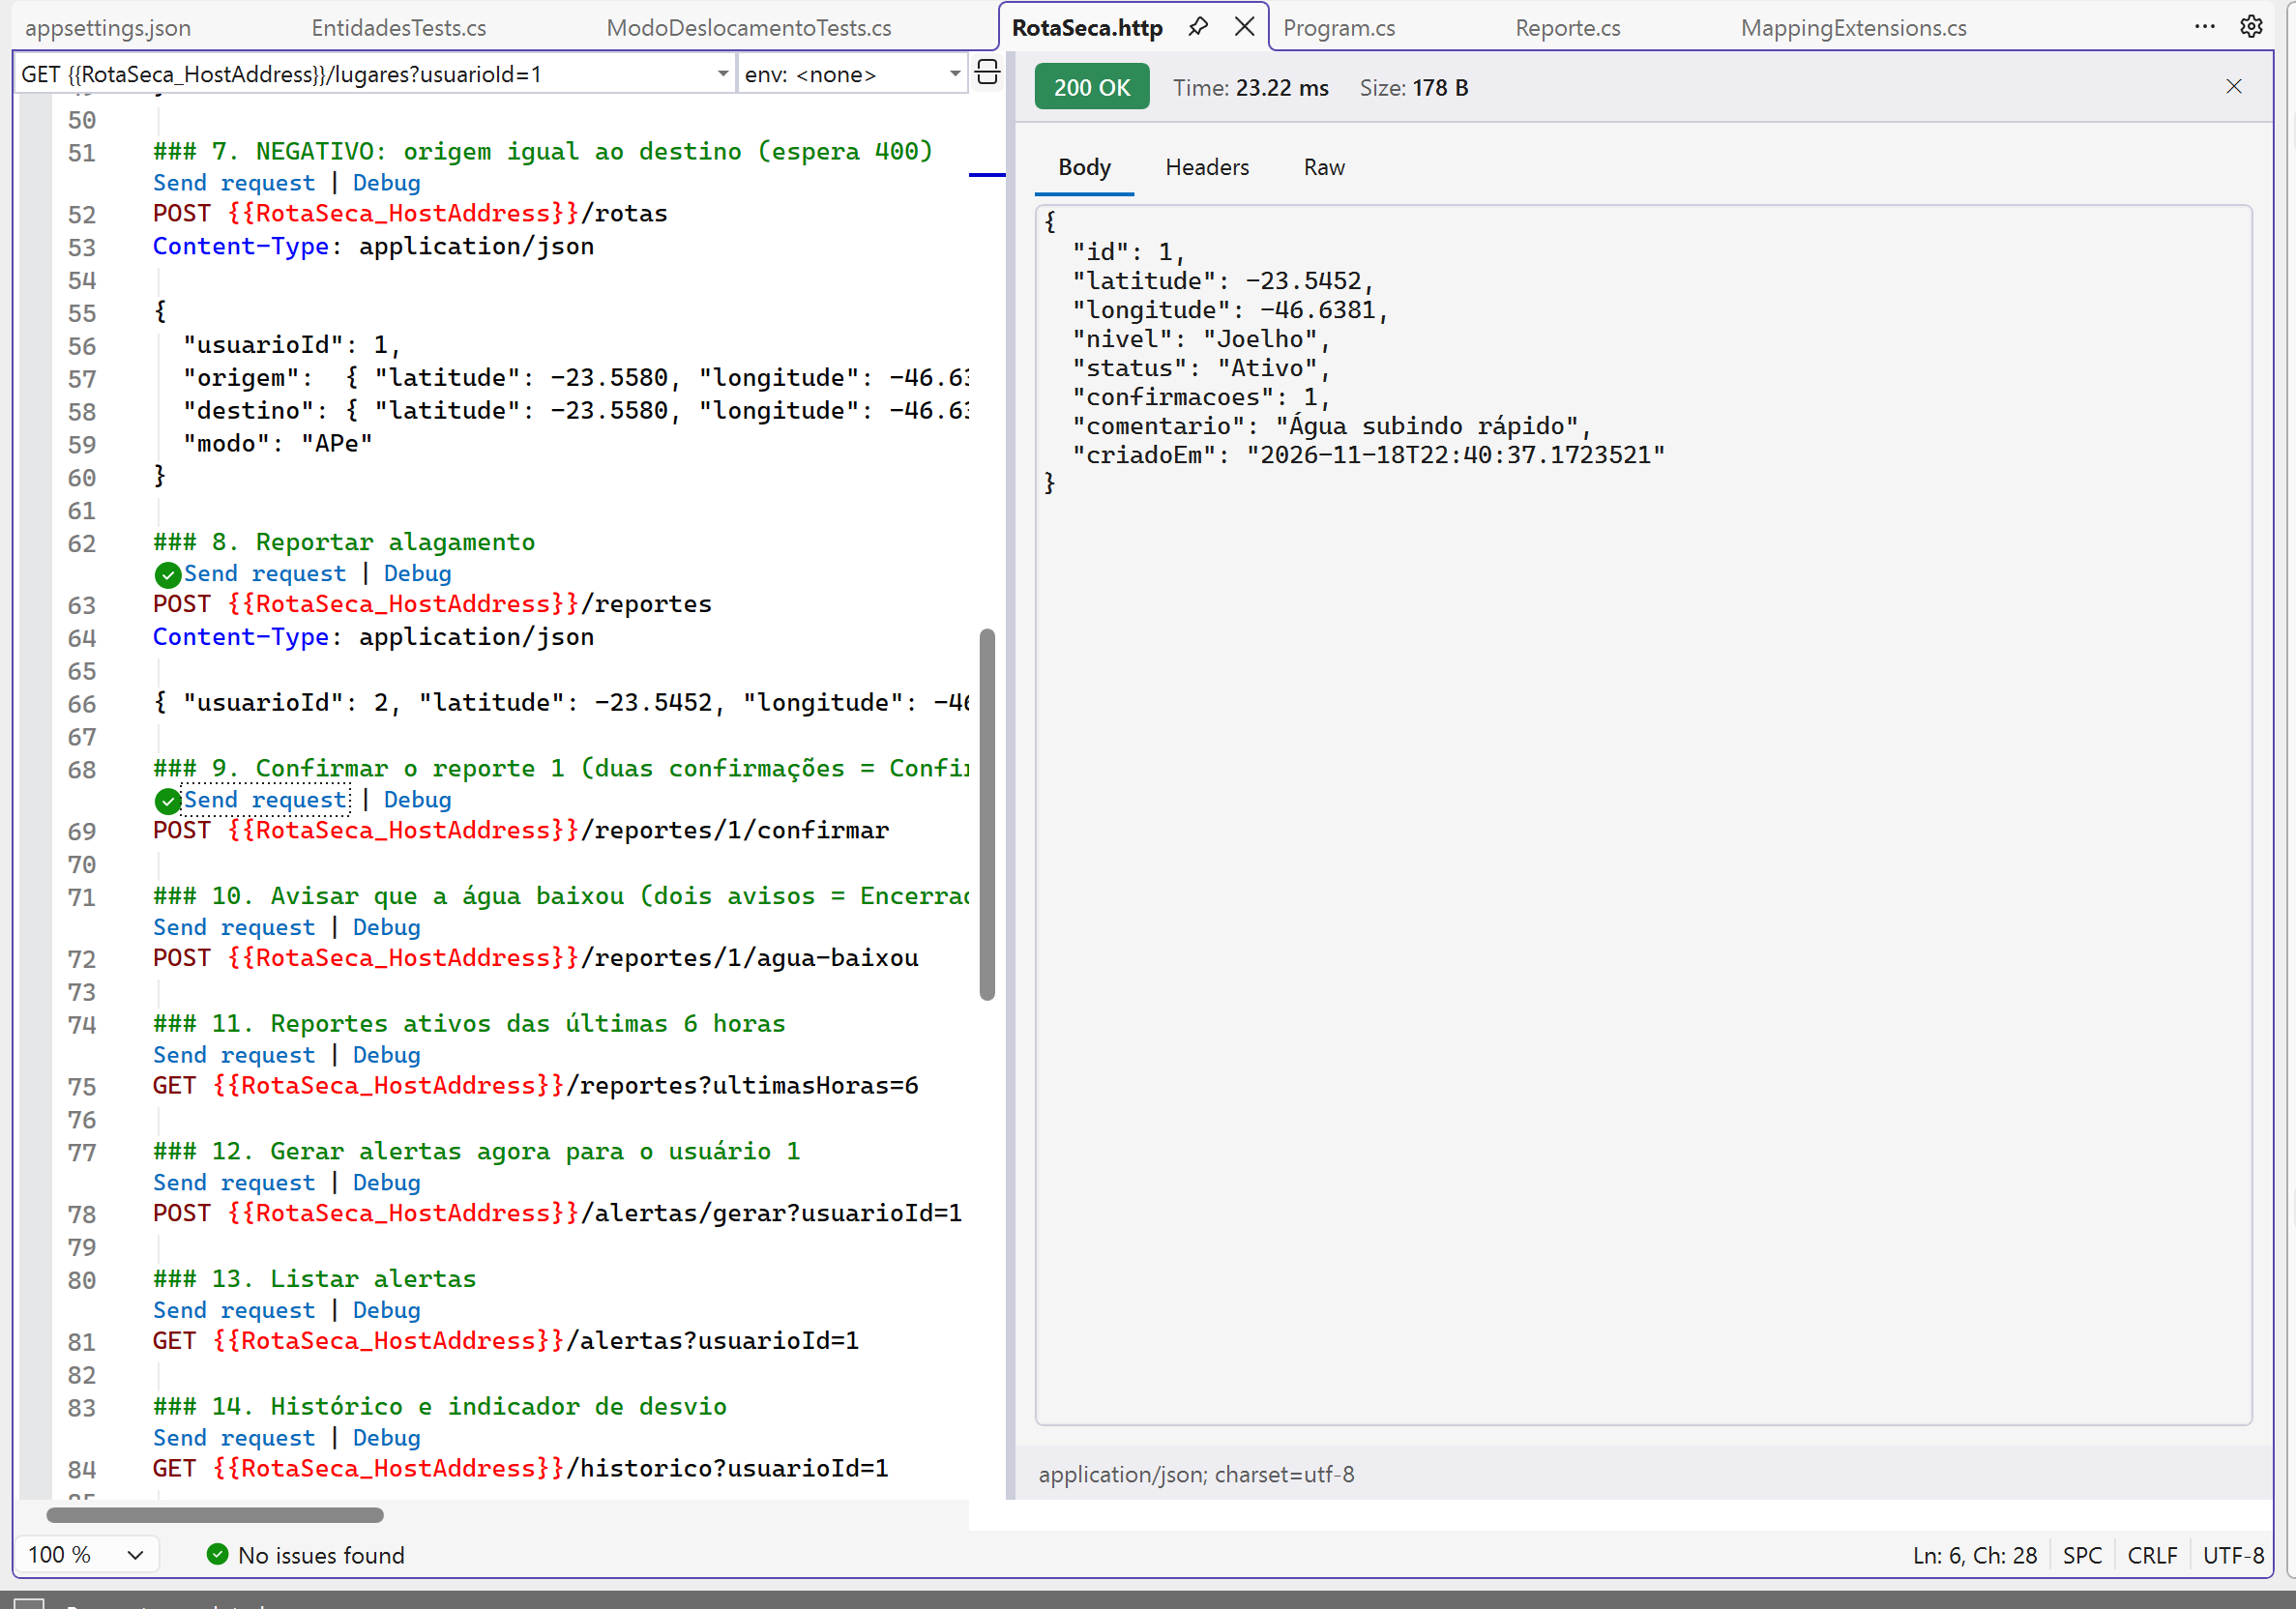 appsettings.json EntidadesTests.cs ModoDeslocamentoTests.cs RotaSeca.http Program.cs Reporte.cs MappingExtensions.cs
GET {{RotaSeca_HostAddress}}/lugares?usuarioId=1 env: <none>
50
51 ### 7. NEGATIVO: origem igual ao destino (espera 400)
Send request | Debug
52 POST {{RotaSeca_HostAddress}}/rotas
53 Content-Type: application/json
54
55 {
56 "usuarioId": 1,
57 "origem": { "latitude": -23.5580, "longitude": -46.63
58 "destino": { "latitude": -23.5580, "longitude": -46.63
59 "modo": "APe"
60 }
61
62 ### 8. Reportar alagamento
Send request | Debug
63 POST {{RotaSeca_HostAddress}}/reportes
64 Content-Type: application/json
65
66 { "usuarioId": 2, "latitude": -23.5452, "longitude": -46
67
68 ### 9. Confirmar o reporte 1 (duas confirmações = Confir
Send request | Debug
69 POST {{RotaSeca_HostAddress}}/reportes/1/confirmar
70
71 ### 10. Avisar que a água baixou (dois avisos = Encerrad
Send request | Debug
72 POST {{RotaSeca_HostAddress}}/reportes/1/agua-baixou
73
74 ### 11. Reportes ativos das últimas 6 horas
Send request | Debug
75 GET {{RotaSeca_HostAddress}}/reportes?ultimasHoras=6
76
77 ### 12. Gerar alertas agora para o usuário 1
Send request | Debug
78 POST {{RotaSeca_HostAddress}}/alertas/gerar?usuarioId=1
79
80 ### 13. Listar alertas
Send request | Debug
81 GET {{RotaSeca_HostAddress}}/alertas?usuarioId=1
82
83 ### 14. Histórico e indicador de desvio
Send request | Debug
84 GET {{RotaSeca_HostAddress}}/historico?usuarioId=1
200 OK Time: 23.22 ms Size: 178 B
Body Headers Raw
{
"id": 1,
"latitude": -23.5452,
"longitude": -46.6381,
"nivel": "Joelho",
"status": "Ativo",
"confirmacoes": 1,
"comentario": "Água subindo rápido",
"criadoEm": "2026-11-18T22:40:37.1723521"
}
application/json; charset=utf-8
100 % No issues found Ln: 6, Ch: 28 SPC CRLF UTF-8